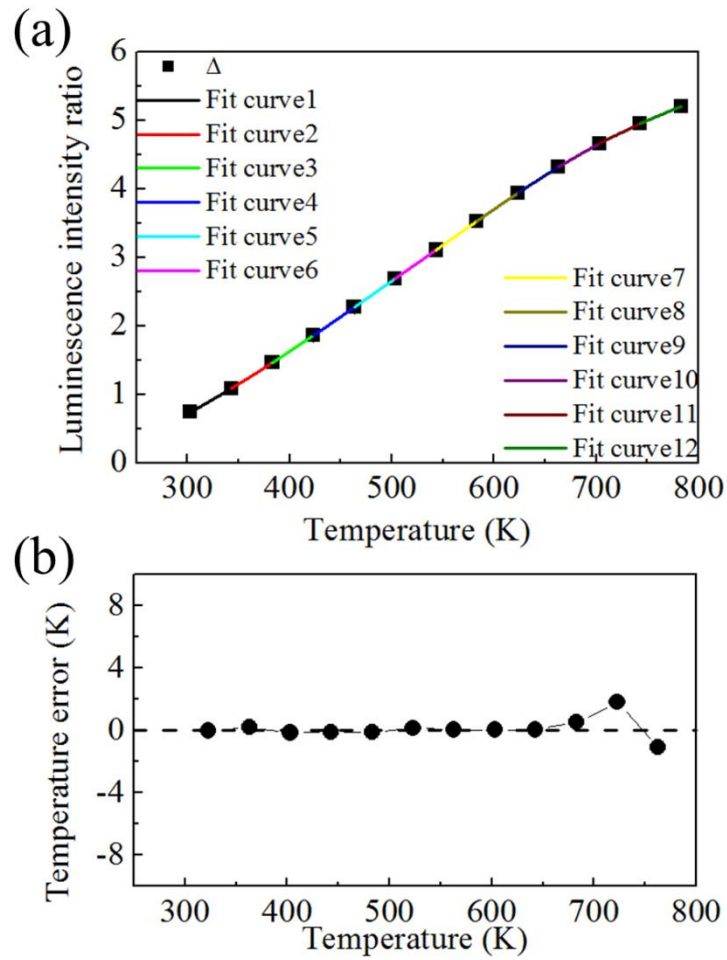 (a)
Luminescence intensity ratio
6
5
4
3
2
1
0
Δ
Fit curve1
Fit curve2
Fit curve3
Fit curve4
Fit curve5
Fit curve6
Fit curve7
Fit curve8
Fit curve9
Fit curve10
Fit curve11
Fit curve12
300 400 500 600 700 800
Temperature (K)
(b)
Temperature error (K)
8
4
0
-4
-8
300 400 500 600 700 800
Temperature (K)